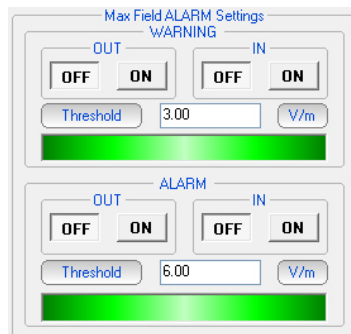 Max Field ALARM Settings
WARNING
OUT IN
OFF ON OFF ON
Threshold 3.00 V/m
ALARM
OUT IN
OFF ON OFF ON
Threshold 6.00 V/m